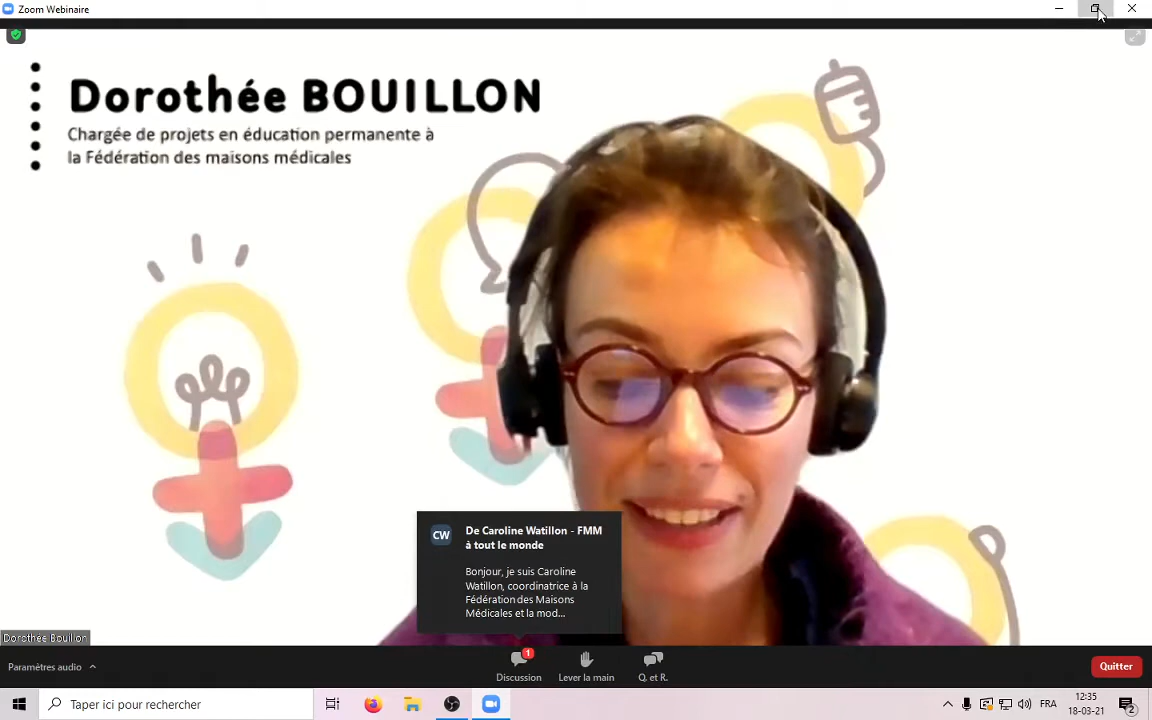 Zoom Webinaire
Dorothée BOUILLON
Chargée de projets en éducation permanente à
la Fédération des maisons médicales
CW
De Caroline Watillon - FMM
à tout le monde
Bonjour, je suis Caroline
Watillon, coordinatrice à la
Fédération des Maisons
Médicales et la mod...
Dorothée Bouillon
Paramètres audio
1
Discussion
Lever la main
Q. et R.
Quitter
Taper ici pour rechercher
FRA
12:35
18-03-21
2